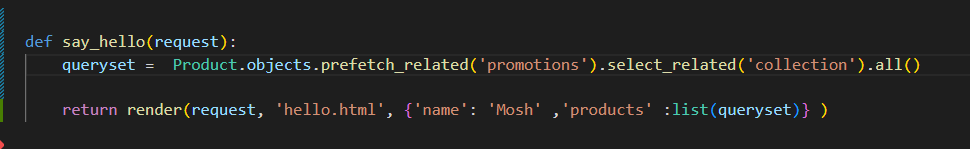 def say_hello(request):
    queryset =  Product.objects.prefetch_related('promotions').select_related('collection').all()
    return render(request, 'hello.html', {'name': 'Mosh' ,'products' :list(queryset)} )